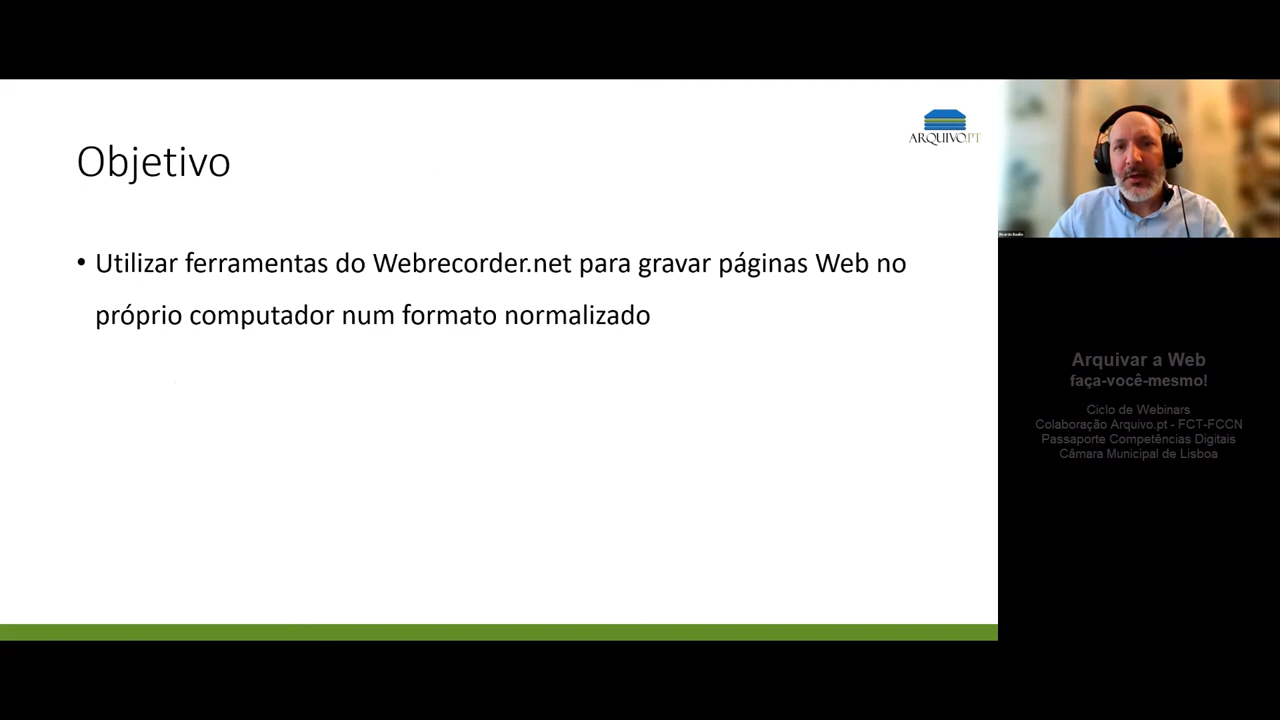 ARQUIVO.PT
Objetivo
• Utilizar ferramentas do Webrecorder.net para gravar páginas Web no
próprio computador num formato normalizado
Arquivar a Web
faça-você-mesmo!
Ciclo de Webinars
Colaboração Arquivo.pt - FCT-FCCN
Passaporte Competências Digitais
Câmara Municipal de Lisboa